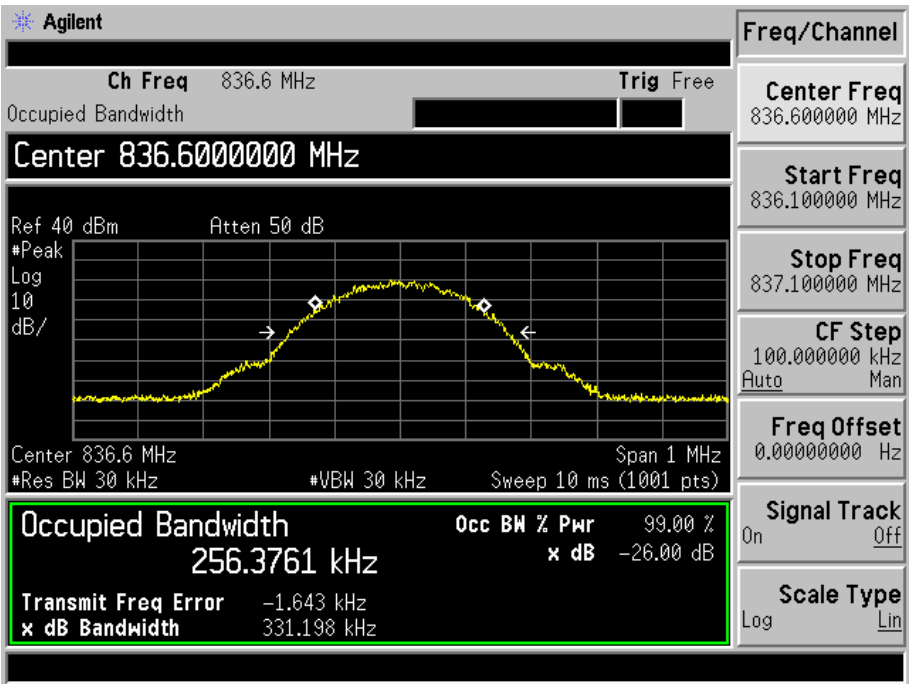 Agilent
Freq/Channel
Ch Freq 836.6 MHz Trig Free
Occupied Bandwidth
Center 836.6000000 MHz
Ref 40 dBm Atten 50 dB
#Peak
Log
10
dB/
Center 836.6 MHz Span 1 MHz
#Res BW 30 kHz #VBW 30 kHz Sweep 10 ms (1001 pts)
Occupied Bandwidth Occ BW % Pwr 99.00 %
256.3761 kHz x dB -26.00 dB
Transmit Freq Error -1.643 kHz
x dB Bandwidth 331.198 kHz
Center Freq
836.600000 MHz
Start Freq
836.100000 MHz
Stop Freq
837.100000 MHz
CF Step
100.000000 kHz
Auto Man
Freq Offset
0.00000000 Hz
Signal Track
On Off
Scale Type
Log Lin